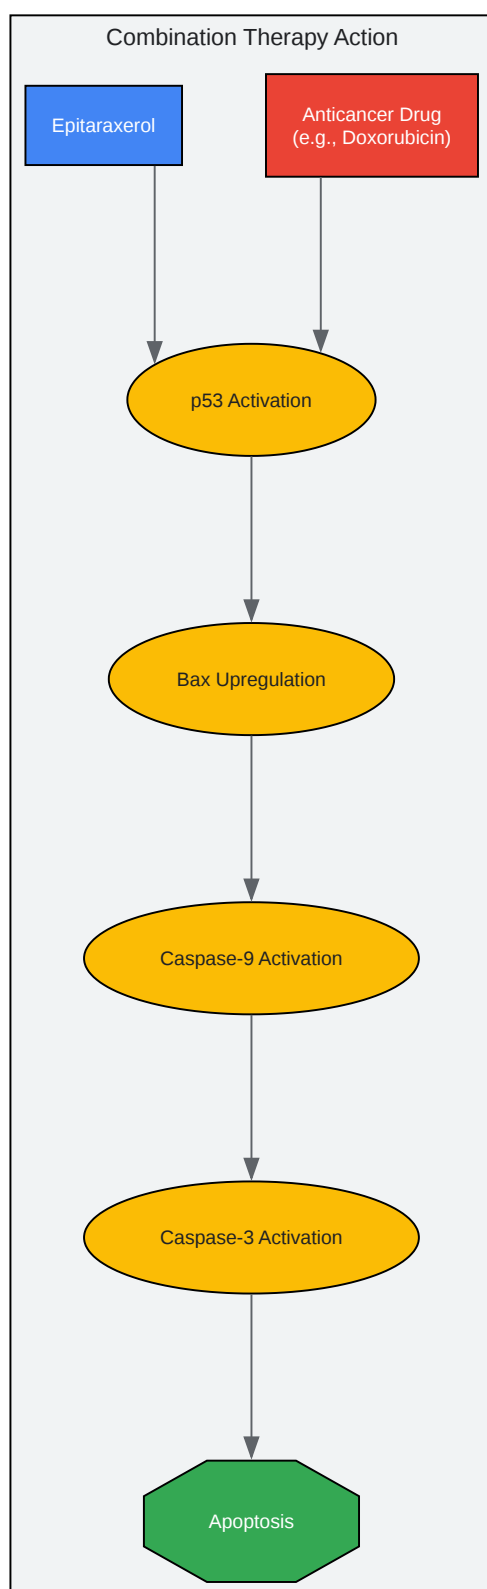 Combination Therapy Action
Epitaraxerol
Anticancer Drug
(e.g., Doxorubicin)
p53 Activation
Bax Upregulation
Caspase-9 Activation
Caspase-3 Activation
Apoptosis